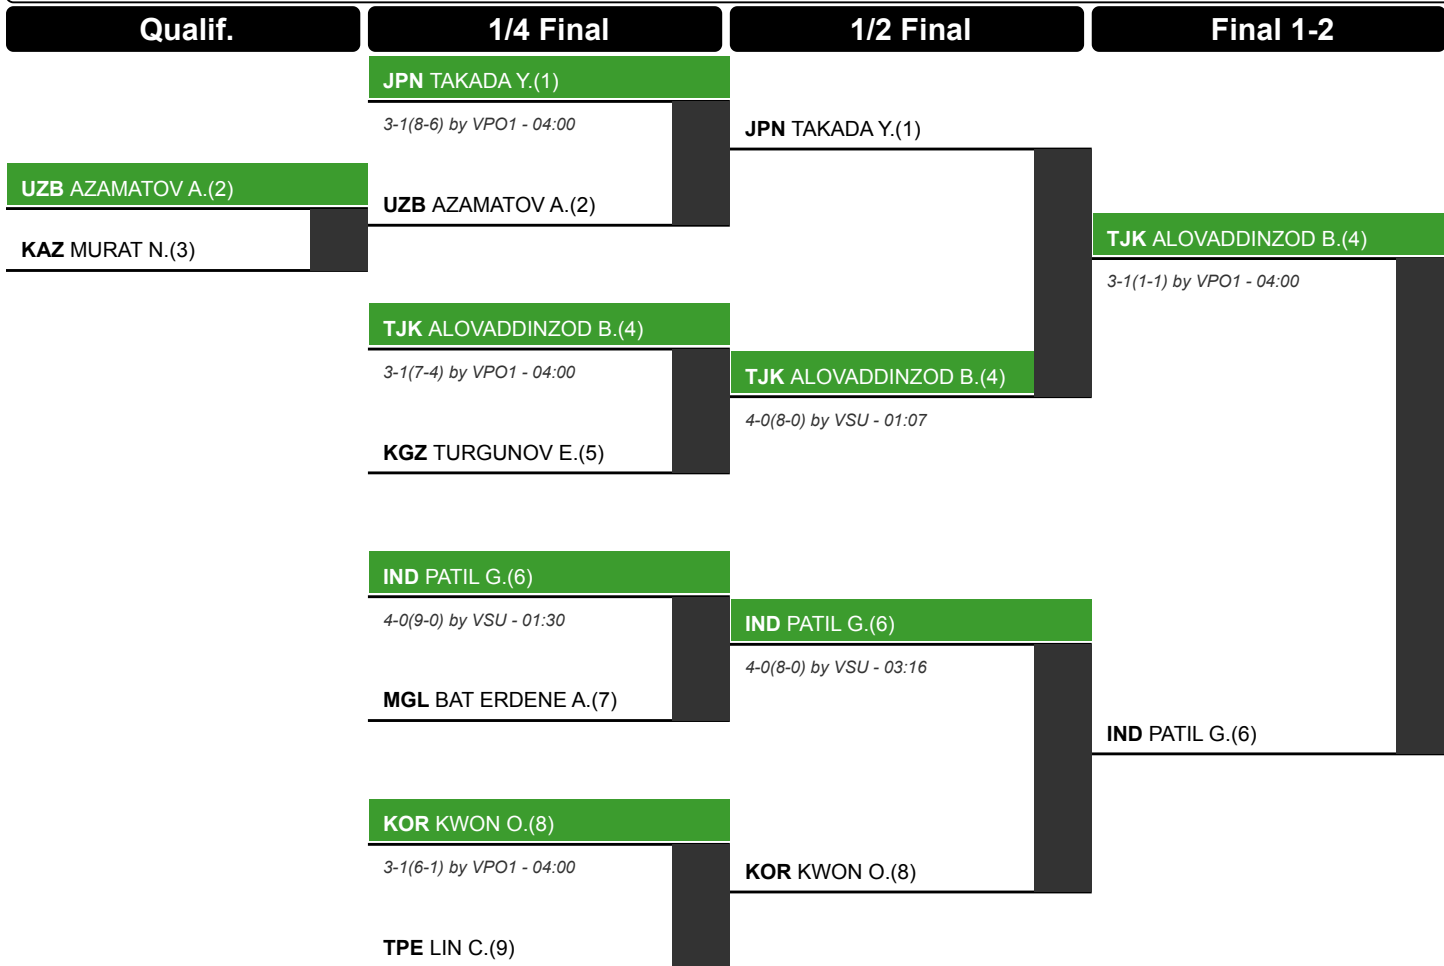 Qualif.
1/4 Final
1/2 Final
Final 1-2
UZB AZAMATOV A.(2)
KAZ MURAT N.(3)
JPN TAKADA Y.(1)
3-1(8-6) by VPO1 - 04:00
UZB AZAMATOV A.(2)
TJK ALOVADDINZOD B.(4)
3-1(7-4) by VPO1 - 04:00
KGZ TURGUNOV E.(5)
IND PATIL G.(6)
4-0(9-0) by VSU - 01:30
MGL BAT ERDENE A.(7)
KOR KWON O.(8)
3-1(6-1) by VPO1 - 04:00
TPE LIN C.(9)
JPN TAKADA Y.(1)
TJK ALOVADDINZOD B.(4)
4-0(8-0) by VSU - 01:07
IND PATIL G.(6)
4-0(8-0) by VSU - 03:16
KOR KWON O.(8)
TJK ALOVADDINZOD B.(4)
3-1(1-1) by VPO1 - 04:00
IND PATIL G.(6)